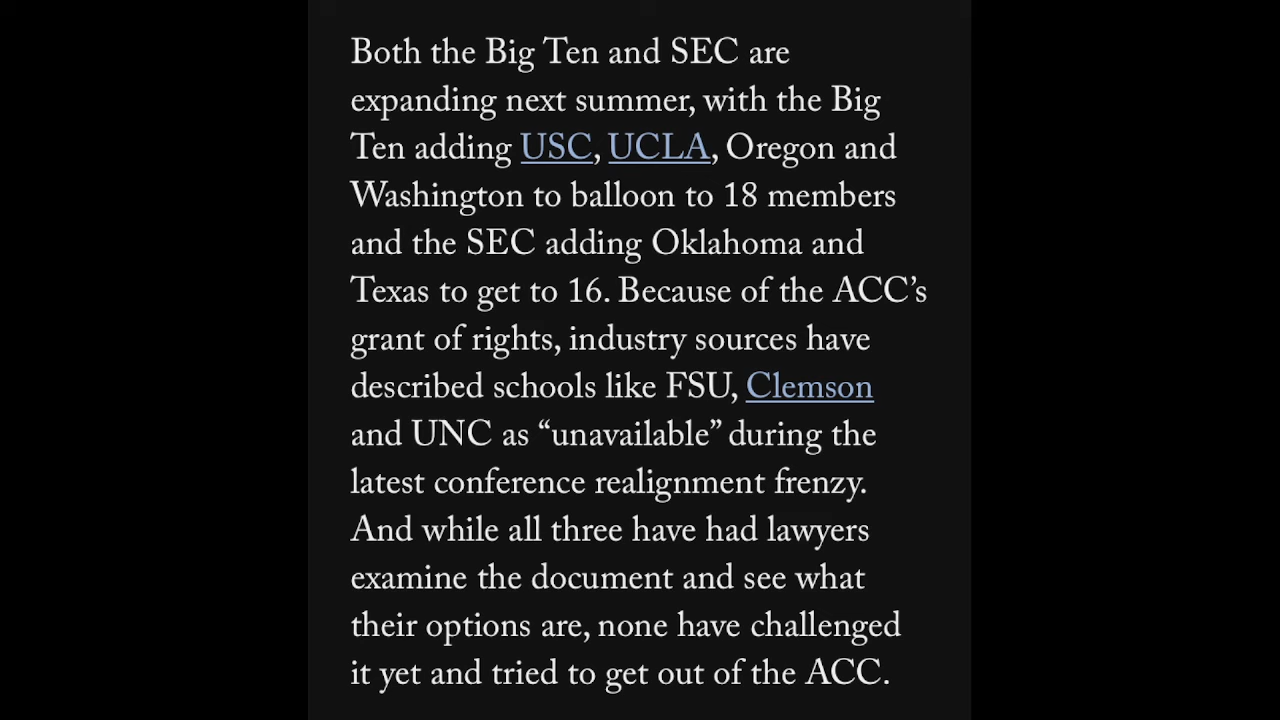 Both the Big Ten and SEC are
expanding next summer, with the Big
Ten adding USC, UCLA, Oregon and
Washington to balloon to 18 members
and the SEC adding Oklahoma and
Texas to get to 16. Because of the ACC’s
grant of rights, industry sources have
described schools like FSU, Clemson
and UNC as “unavailable” during the
latest conference realignment frenzy.
And while all three have had lawyers
examine the document and see what
their options are, none have challenged
it yet and tried to get out of the ACC.